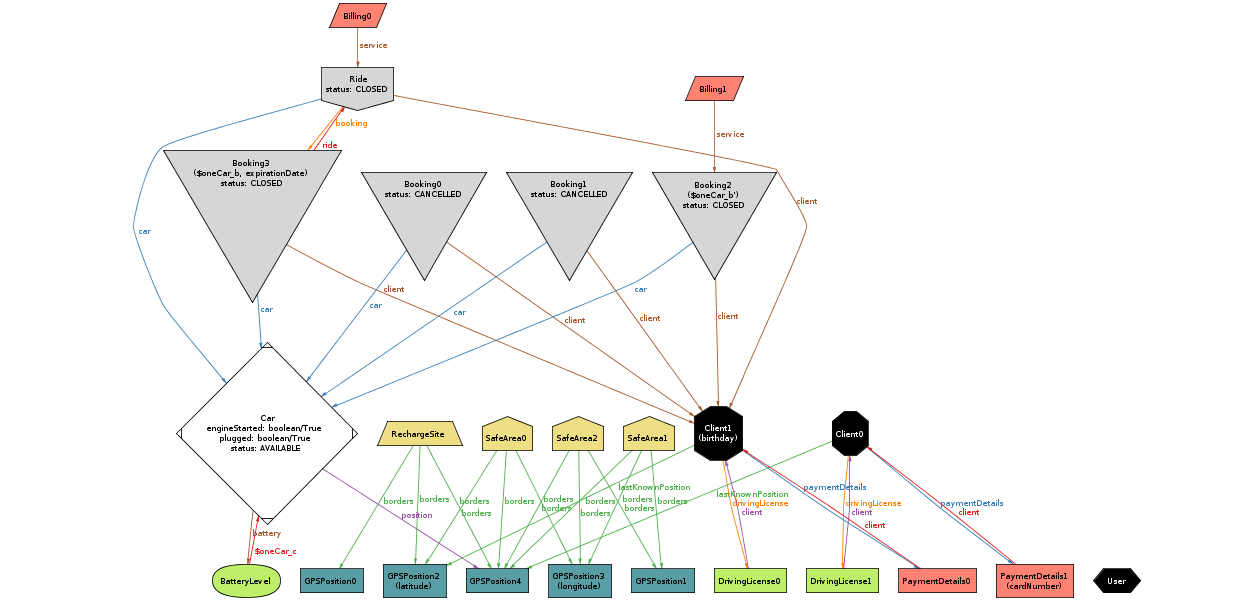 Billing0
service
Ride
status: CLOSED
Billing1
booking
service
ride
Booking3
($oneCar_b, expirationDate)
status: CLOSED
Booking0
status: CANCELLED
Booking1
status: CANCELLED
Booking2
($oneCar_b')
status: CLOSED
client
car
client
car
car
car
car
client
client
client
Car
engineStarted: boolean/True
plugged: boolean/True
status: AVAILABLE
RechargeSite
SafeArea0
SafeArea2
SafeArea1
Client1
(birthday)
Client0
lastKnownPosition
paymentDetails
lastKnownPosition
borders
borders
borders
borders
borders
borders
borders
borders
drivingLicense
drivingLicense
paymentDetails
position
borders
borders
borders
client
client
client
client
battery
$oneCar_c
BatteryLevel
GPSPosition0
GPSPosition2
(latitude)
GPSPosition4
GPSPosition3
(longitude)
GPSPosition1
DrivingLicense0
DrivingLicense1
PaymentDetails0
PaymentDetails1
(cardNumber)
User